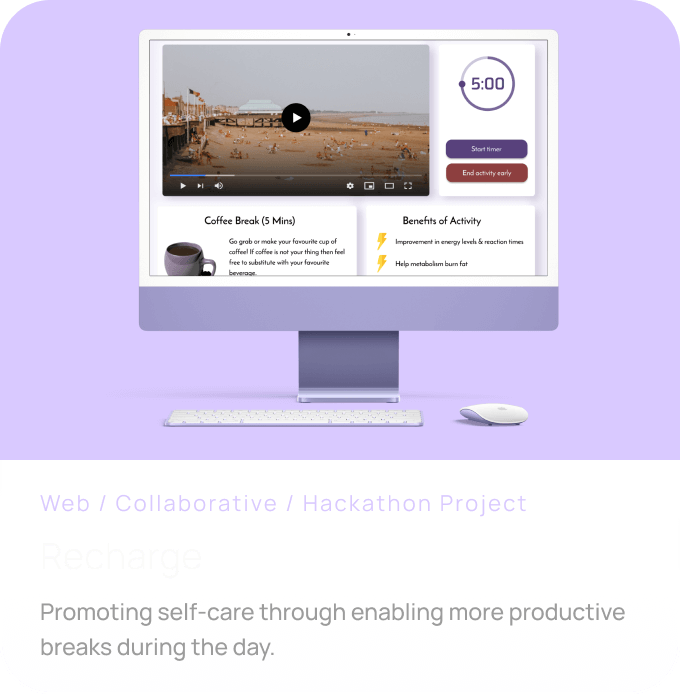 5:00
Start timer
End activity early
Coffee Break (5 Mins)
Go grab or make your favourite cup of
coffee! If coffee is not your thing then feel
free to substitute with your favourite
beverage.
Benefits of Activity
Improvement in energy levels & reaction times
Help metabolism burn fat
Web / Collaborative / Hackathon Project
Recharge
Promoting self-care through enabling more productive
breaks during the day.